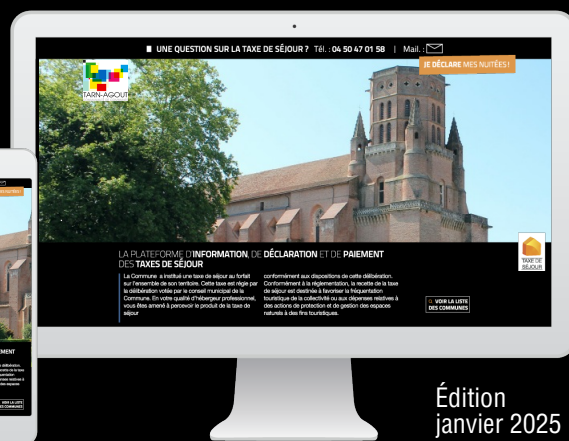 UNE QUESTION SUR LA TAXE DE SÉJOUR ? Tél. : 04 50 47 01 58 | Mail. :
JE DÉCLARE MES NUITÉES !
TARN-AGOUT
LA PLATEFORME D'INFORMATION, DE DÉCLARATION ET DE PAIEMENT
DES TAXES DE SÉJOUR
La Commune a institué une taxe de séjour au forfait
sur l'ensemble de son territoire. Cette taxe est régie par
la délibération votée par le conseil municipal de la
Commune. En votre qualité d'hébergeur professionnel,
vous êtes amené à percevoir le produit de la taxe de
séjour
conformément aux dispositions de cette délibération.
Conformément à la réglementation, la recette de la taxe
de séjour est destinée à favoriser la fréquentation
touristique de la collectivité ou aux dépenses relatives à
des actions de protection et de gestion des espaces
naturels à des fins touristiques.
TAXE DE
SÉJOUR
VOIR LA LISTE
DES COMMUNES
VOIR LA LISTE
DES COMMUNES
Édition
janvier 2025